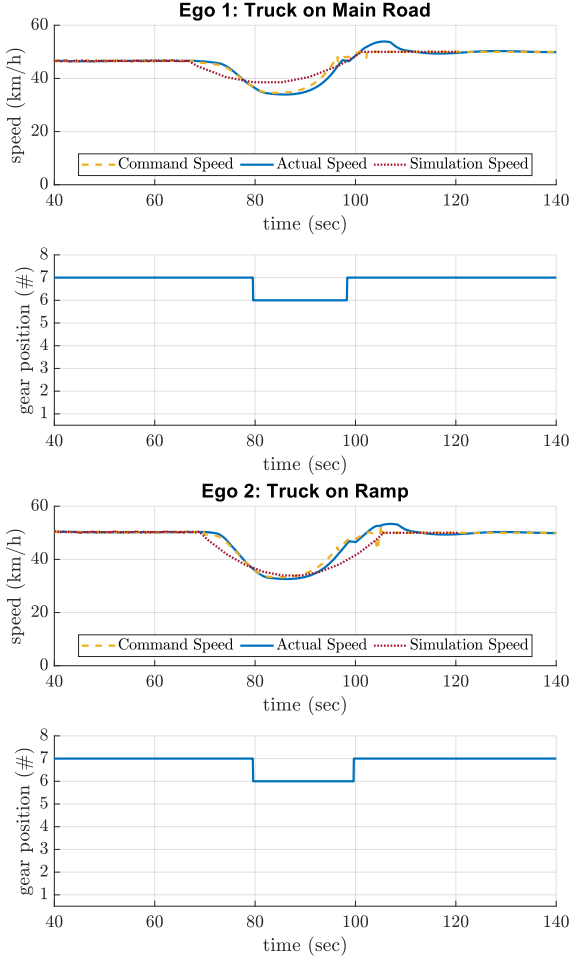 Ego 1: Truck on Main Road
60
40
20
0
speed (km/h)
Command Speed Actual Speed Simulation Speed
40 60 80 100 120 140
time (sec)
8
7
6
5
4
3
2
1
gear position (#)
40 60 80 100 120 140
time (sec)
Ego 2: Truck on Ramp
60
40
20
0
speed (km/h)
Command Speed Actual Speed Simulation Speed
40 60 80 100 120 140
time (sec)
8
7
6
5
4
3
2
1
gear position (#)
40 60 80 100 120 140
time (sec)